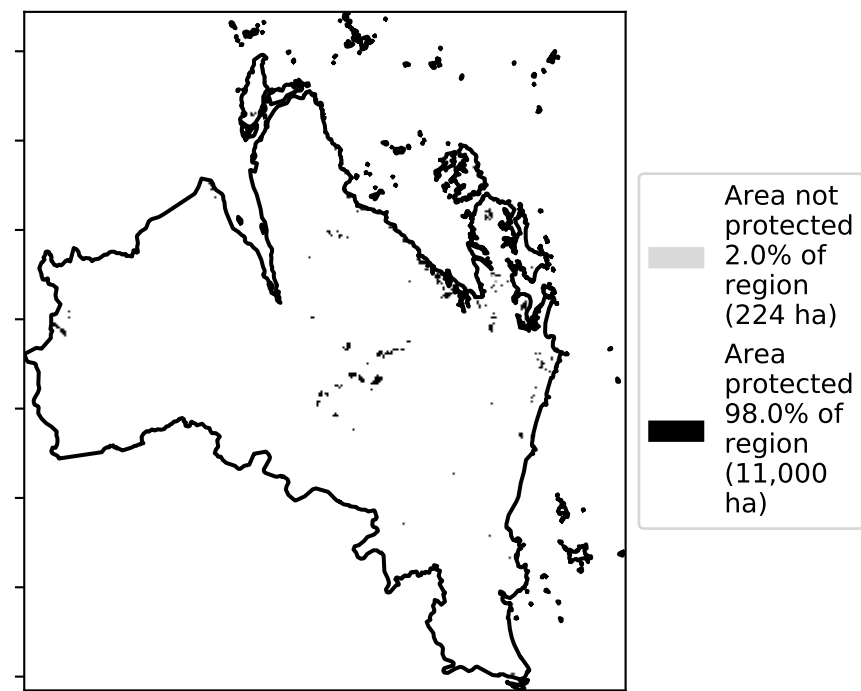 Area not
protected
2.0% of
region
(224 ha)
Area
protected
98.0% of
region
(11,000
ha)